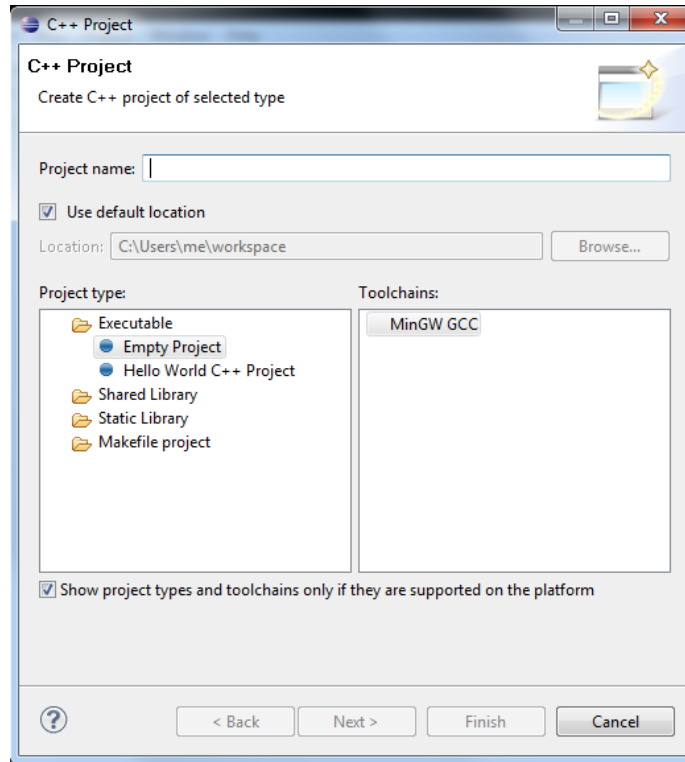 C++ Project
C++ Project
Create C++ project of selected type
Project name:
Use default location
Location: C:\Users\me\workspace Browse...
Project type: Toolchains:
Executable MinGW GCC
Empty Project
Hello World C++ Project
Shared Library
Static Library
Makefile project
Show project types and toolchains only if they are supported on the platform
? < Back Next > Finish Cancel